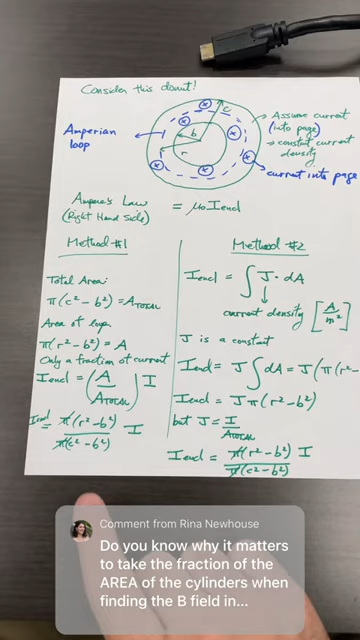 Consider this donut!
Amperian loop
b
c
r
x
x
x
x
x
x
Assume current (into page)
→ constant current density
current into page
Ampere's Law
(Right Hand Side)
= μ₀Iencl
Method #1
Total Area:
π(c²-b²) = A_TOTAL
Area of loop
π(r²-b²) = A
Only a fraction of current
Iencl = (A / A_TOTAL) I
Iencl = π(r²-b²) / π(c²-b²) I
Method #2
Iencl = ∫ J · dA
current density [A/m²]
J is a constant
Iencl = J ∫ dA = J (π(r²-
Iencl = J π(r²-b²)
but J = I / A_TOTAL
Iencl = π(r²-b²) / π(c²-b²) I
Comment from Rina Newhouse
Do you know why it matters
to take the fraction of the
AREA of the cylinders when
finding the B field in...